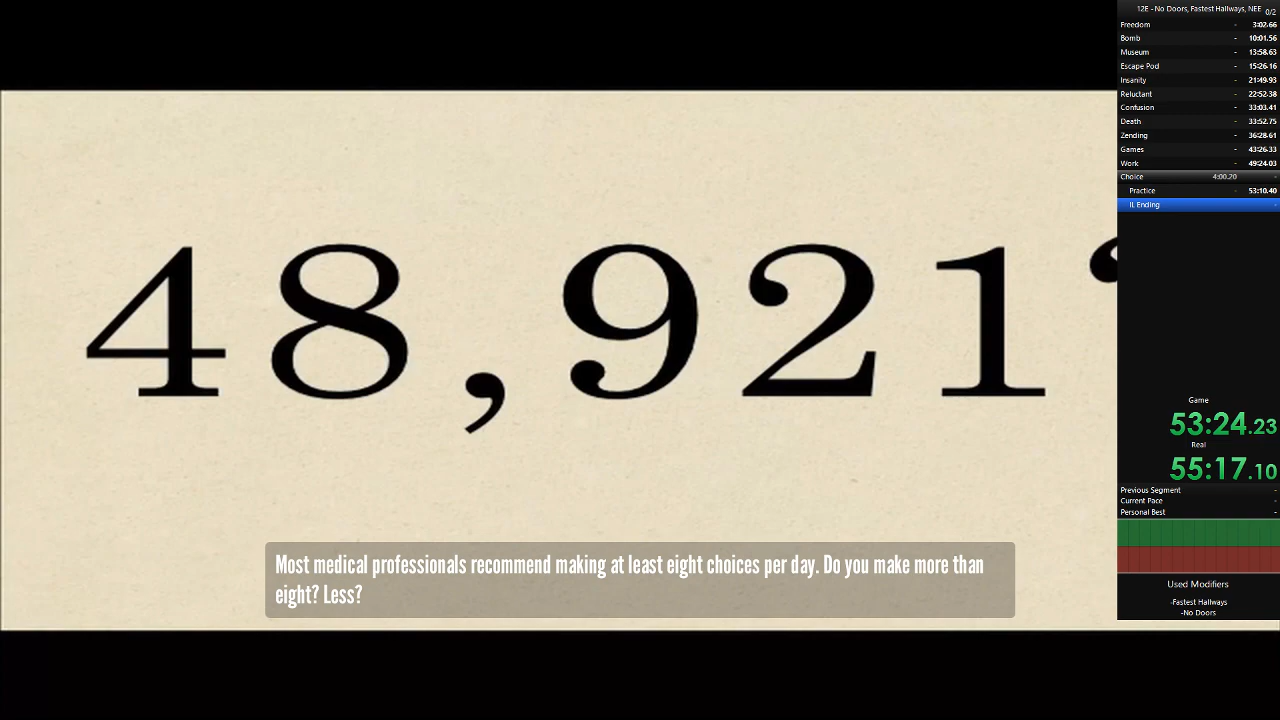 12E - No Doors, Fastest Hallways, NEE 0/2
Freedom - 3:02.66
Bomb - 10:01.56
Museum - 13:58.63
Escape Pod - 15:26.16
Insanity - 21:49.93
Reluctant - 22:52.38
Confusion - 33:03.41
Death - 33:52.75
Zending - 36:28.61
Games - 43:26.33
Work - 49:24.03
Choice 4:00.20 -
Practice - 53:10.40
IL Ending -
48,921
Game
53:24.23
Real
55:17.10
Previous Segment -
Current Pace -
Personal Best -
Most medical professionals recommend making at least eight choices per day. Do you make more than
eight? Less?
Used Modifiers
-Fastest Hallways
-No Doors